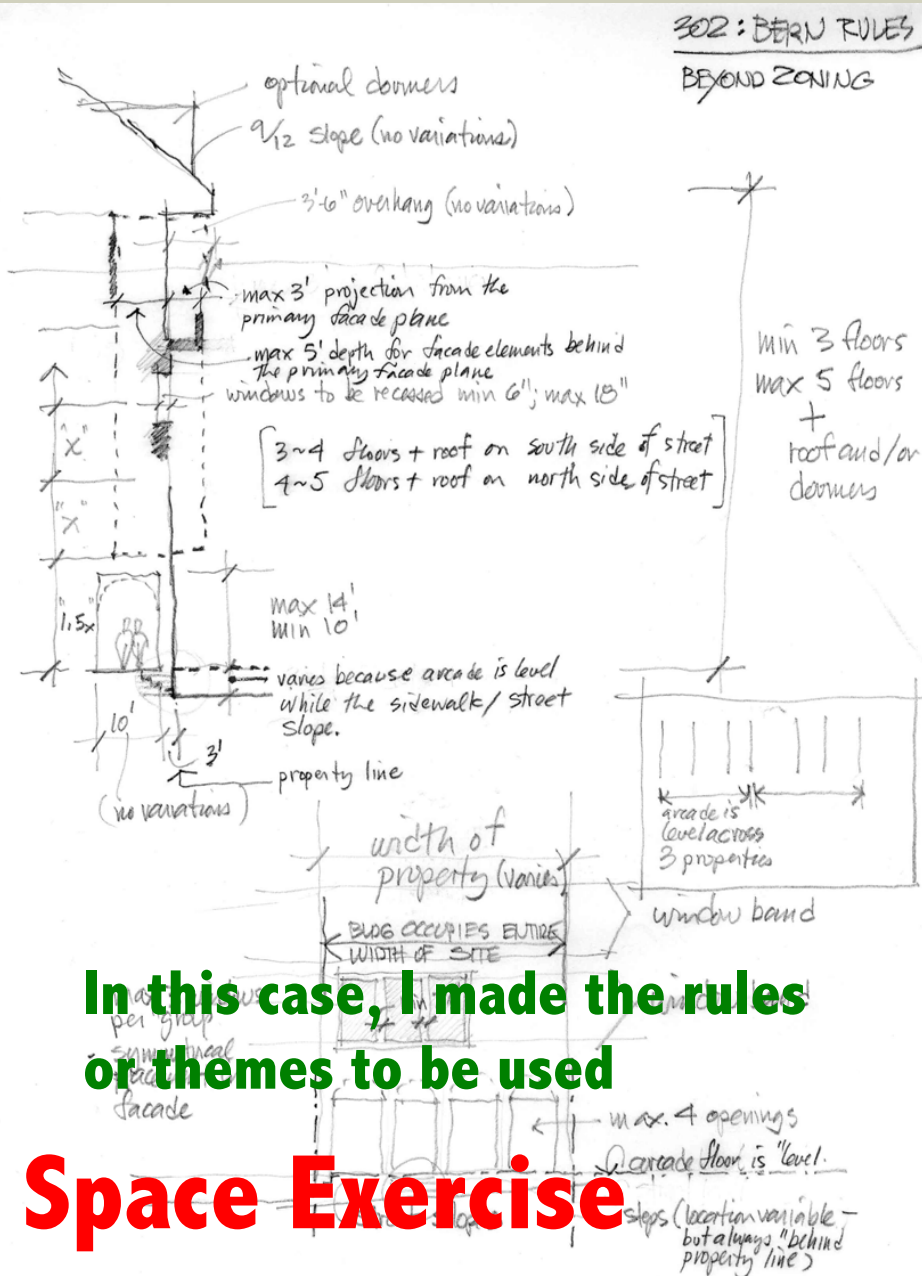 302: BERN RULES
BEYOND ZONING
optional dormers
9/12 slope (no variations)
3'-6" overhang (no variations)
max 3' projection from the
primary facade plane
max 5' depth for facade elements behind
the primary facade plane
windows to be recessed min 6"; max 18"
3~4 floors + roof on south side of street
4~5 floors + roof on north side of street
min 3 floors
max 5 floors
+
roof and/or
dormers
"x"
"x"
"1.5x"
max 14'
min 10'
varies because arcade is level
while the sidewalk/street
slope.
10'
3'
property line
(no variations)
arcade is
level across
3 properties
width of
property (varies)
window band
BLDG OCCUPIES ENTIRE
WIDTH OF SITE
In this case, I made the rules
or themes to be used
max
per group
symmetrical
facade
max. 4 openings
arcade floor is "level.
Space Exercise
steps (location variable –
but always "behind
property line)